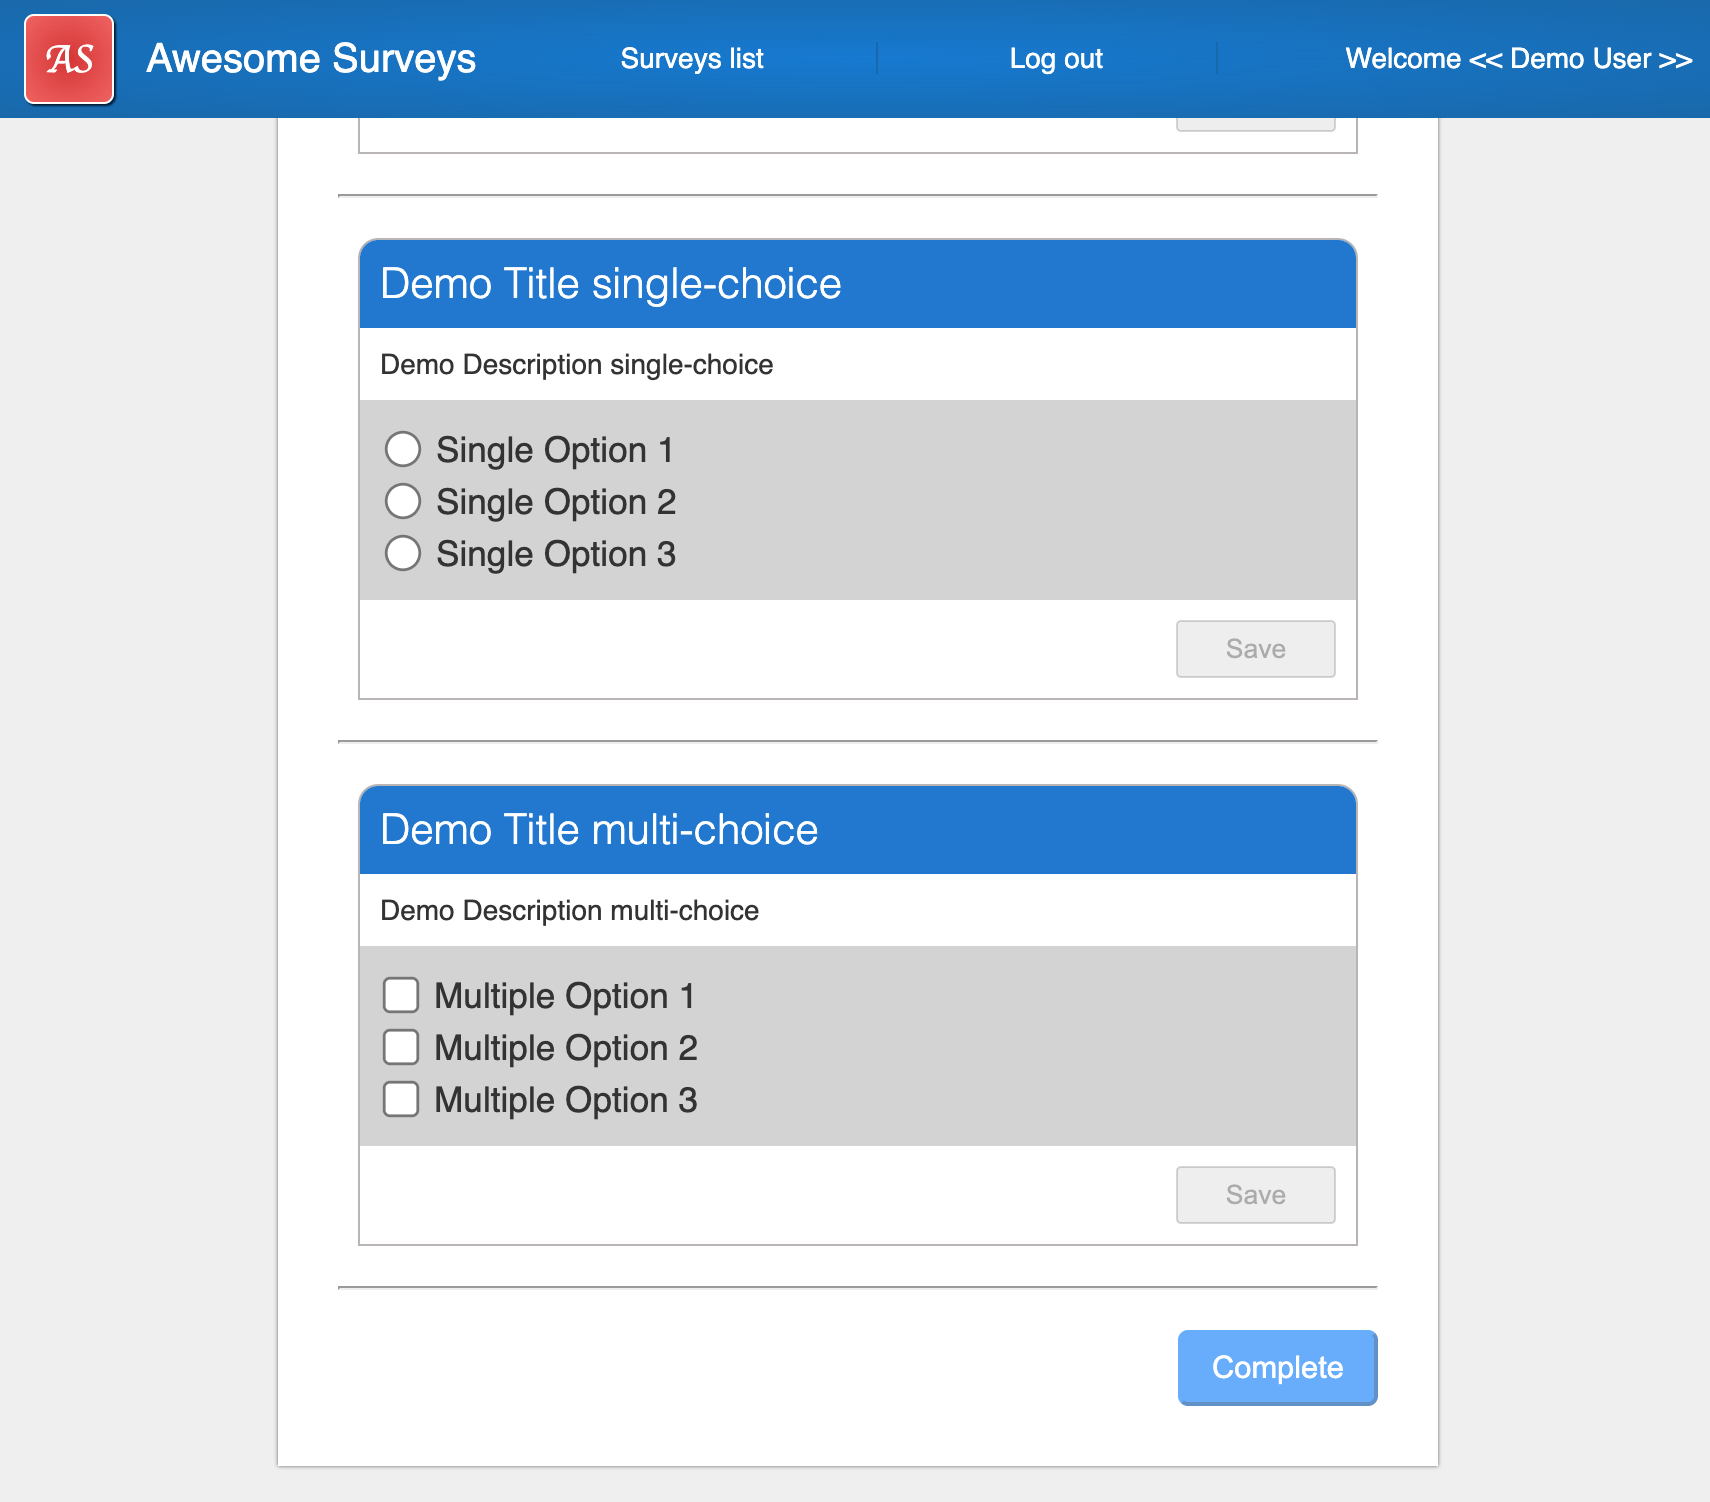 AS
Awesome Surveys
Surveys list
Log out
Welcome << Demo User >>
Demo Title single-choice
Demo Description single-choice
Single Option 1
Single Option 2
Single Option 3
Save
Demo Title multi-choice
Demo Description multi-choice
Multiple Option 1
Multiple Option 2
Multiple Option 3
Save
Complete